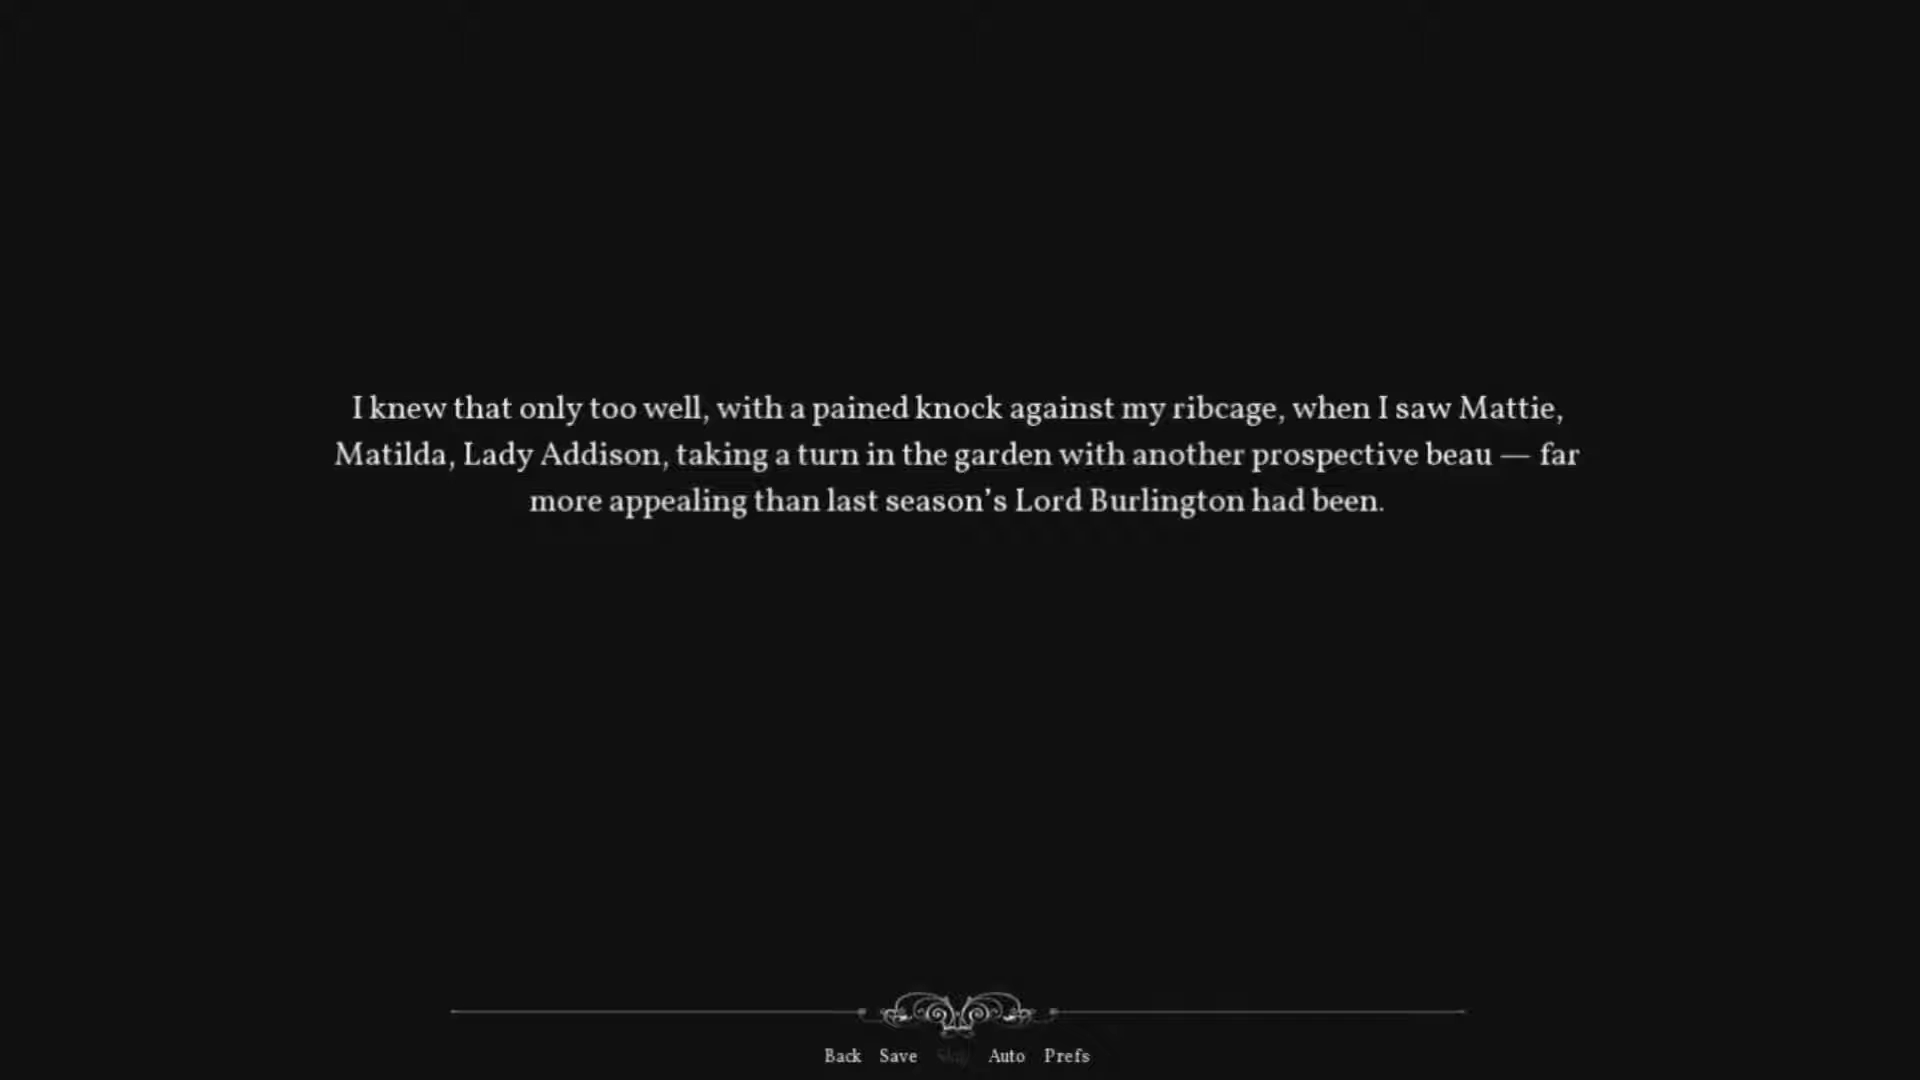 I knew that only too well, with a pained knock against my ribcage, when I saw Mattie,
Matilda, Lady Addison, taking a turn in the garden with another prospective beau — far
more appealing than last season’s Lord Burlington had been.
Back Save Skip Auto Prefs